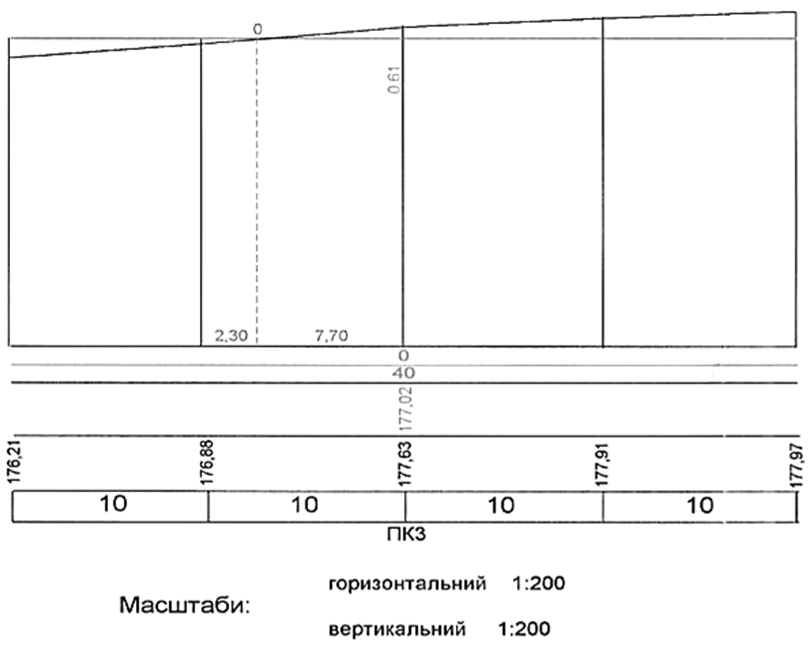 0
0.61
2,30 7,70
0
40
177,02
176,21 176,88 177,63 177,91 177,97
10 10 10 10
ПК3
Масштаби:
горизонтальний 1:200
вертикальний 1:200